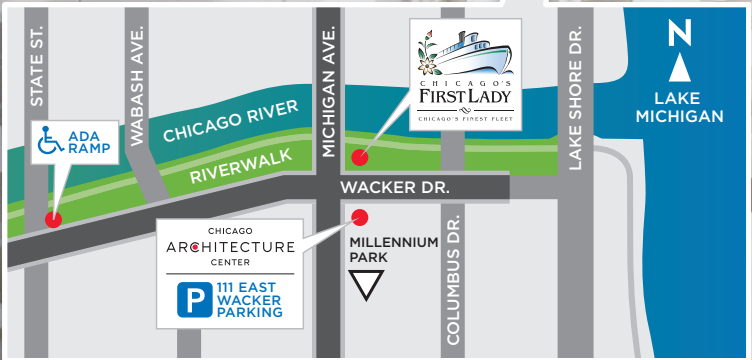 STATE ST.
WABASH AVE.
MICHIGAN AVE.
CHICAGO'S
FIRST LADY
CHICAGO'S FINEST FLEET
LAKE SHORE DR.
N
LAKE
MICHIGAN
CHICAGO RIVER
ADA
RAMP
RIVERWALK
WACKER DR.
CHICAGO
ARCHITECTURE
CENTER
P
111 EAST
WACKER
PARKING
MILLENNIUM
PARK
COLUMBUS DR.